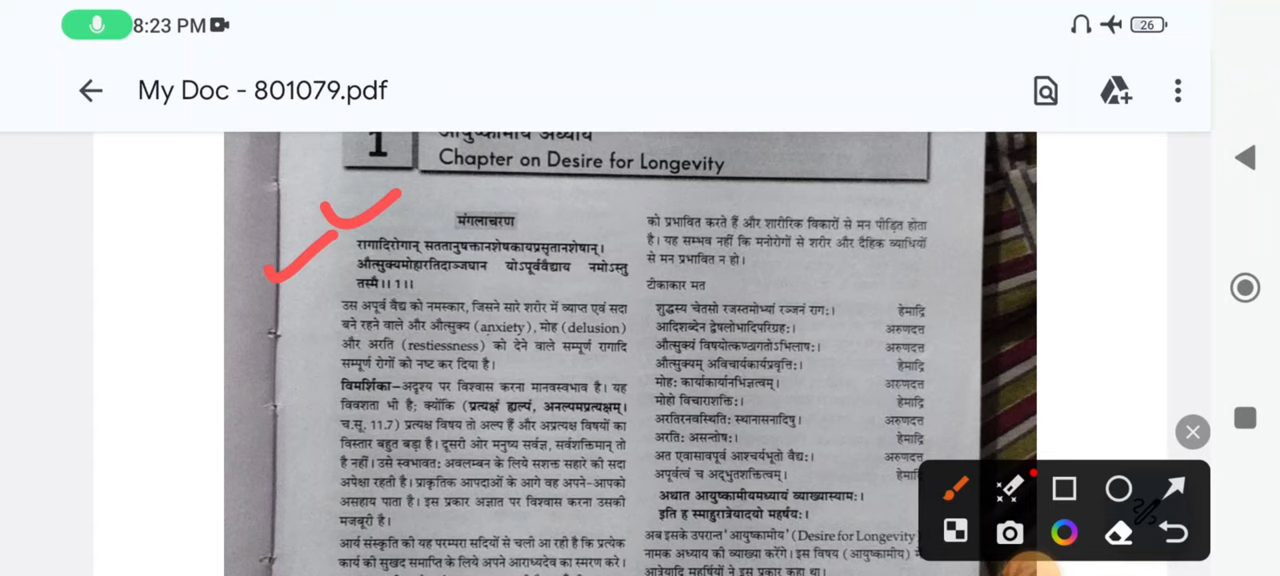 8:23 PM
26
My Doc - 801079.pdf
1
आयुष्कामीय अध्याय
Chapter on Desire for Longevity
मंगलाचरण
रागादिरोगान् सततानुषक्तानशेषकायप्रसृतानशेषान्।
औत्सुक्यमोहारतिदाञ्जघान योऽपूर्ववैद्याय नमोऽस्तु
तस्मै।।1।।
उस अपूर्व वैद्य को नमस्कार, जिसने सारे शरीर में व्याप्त एवं सदा
बने रहने वाले और औत्सुक्य (anxiety), मोह (delusion)
और अरति (restiessness) को देने वाले सम्पूर्ण रागादि
सम्पूर्ण रोगों को नष्ट कर दिया है।
विमर्शिका–अदृश्य पर विश्वास करना मानवस्वभाव है। यह
विवशता भी है; क्योंकि (प्रत्यक्षं ह्यल्पं, अनल्पमप्रत्यक्षम्।
च.सू. 11.7) प्रत्यक्ष विषय तो अल्प हैं और अप्रत्यक्ष विषयों का
विस्तार बहुत बड़ा है। दूसरी ओर मनुष्य सर्वज्ञ, सर्वशक्तिमान् तो
है नहीं। उसे स्वभावतः अवलम्बन के लिये सशक्त सहारे की सदा
अपेक्षा रहती है। प्राकृतिक आपदाओं के आगे वह अपने-आपको
असहाय पाता है। इस प्रकार अज्ञात पर विश्वास करना उसकी
मजबूरी है।
आर्य संस्कृति की यह परम्परा सदियों से चली आ रही है कि प्रत्येक
कार्य की सुखद समाप्ति के लिये अपने आराध्यदेव का स्मरण करे।
को प्रभावित करते हैं और शारीरिक विकारों से मन पीड़ित होता
है। यह सम्भव नहीं कि मनोरोगों से शरीर और दैहिक व्याधियों
से मन प्रभावित न हो।
टीकाकार मत
शुद्धस्य चेतसो रजस्तमोभ्यां रञ्जनं रागः। हेमाद्रि
आदिशब्देन द्वेषलोभादिपरिग्रहः। अरुणदत्त
औत्सुक्यं विषयोत्कण्ठागतोऽभिलाषः। अरुणदत्त
औत्सुक्यम् अविचार्यकार्यप्रवृत्तिः। हेमाद्रि
मोहः कार्याकार्यानभिज्ञत्वम्। अरुणदत्त
मोहो विचाराशक्तिः। हेमाद्रि
अरतिरनवस्थितिः स्थानासनादिषु। अरुणदत्त
अरतिः असन्तोषः। हेमाद्रि
अत एवासावपूर्व आश्चर्यभूतो वैद्यः। अरुणदत्त
अपूर्वत्वं च अद्भुतशक्तित्वम्।
अथात आयुष्कामीयमध्यायं व्याख्यास्यामः।
इति ह स्माहुरात्रेयादयो महर्षयः।
अब इसके उपरान्त 'आयुष्कामीय' (Desire for Longevity
नामक अध्याय की व्याख्या करेंगे। इस विषय (आयुष्कामीय)
आत्रेयादि महर्षियों ने इस प्रकार कहा था।